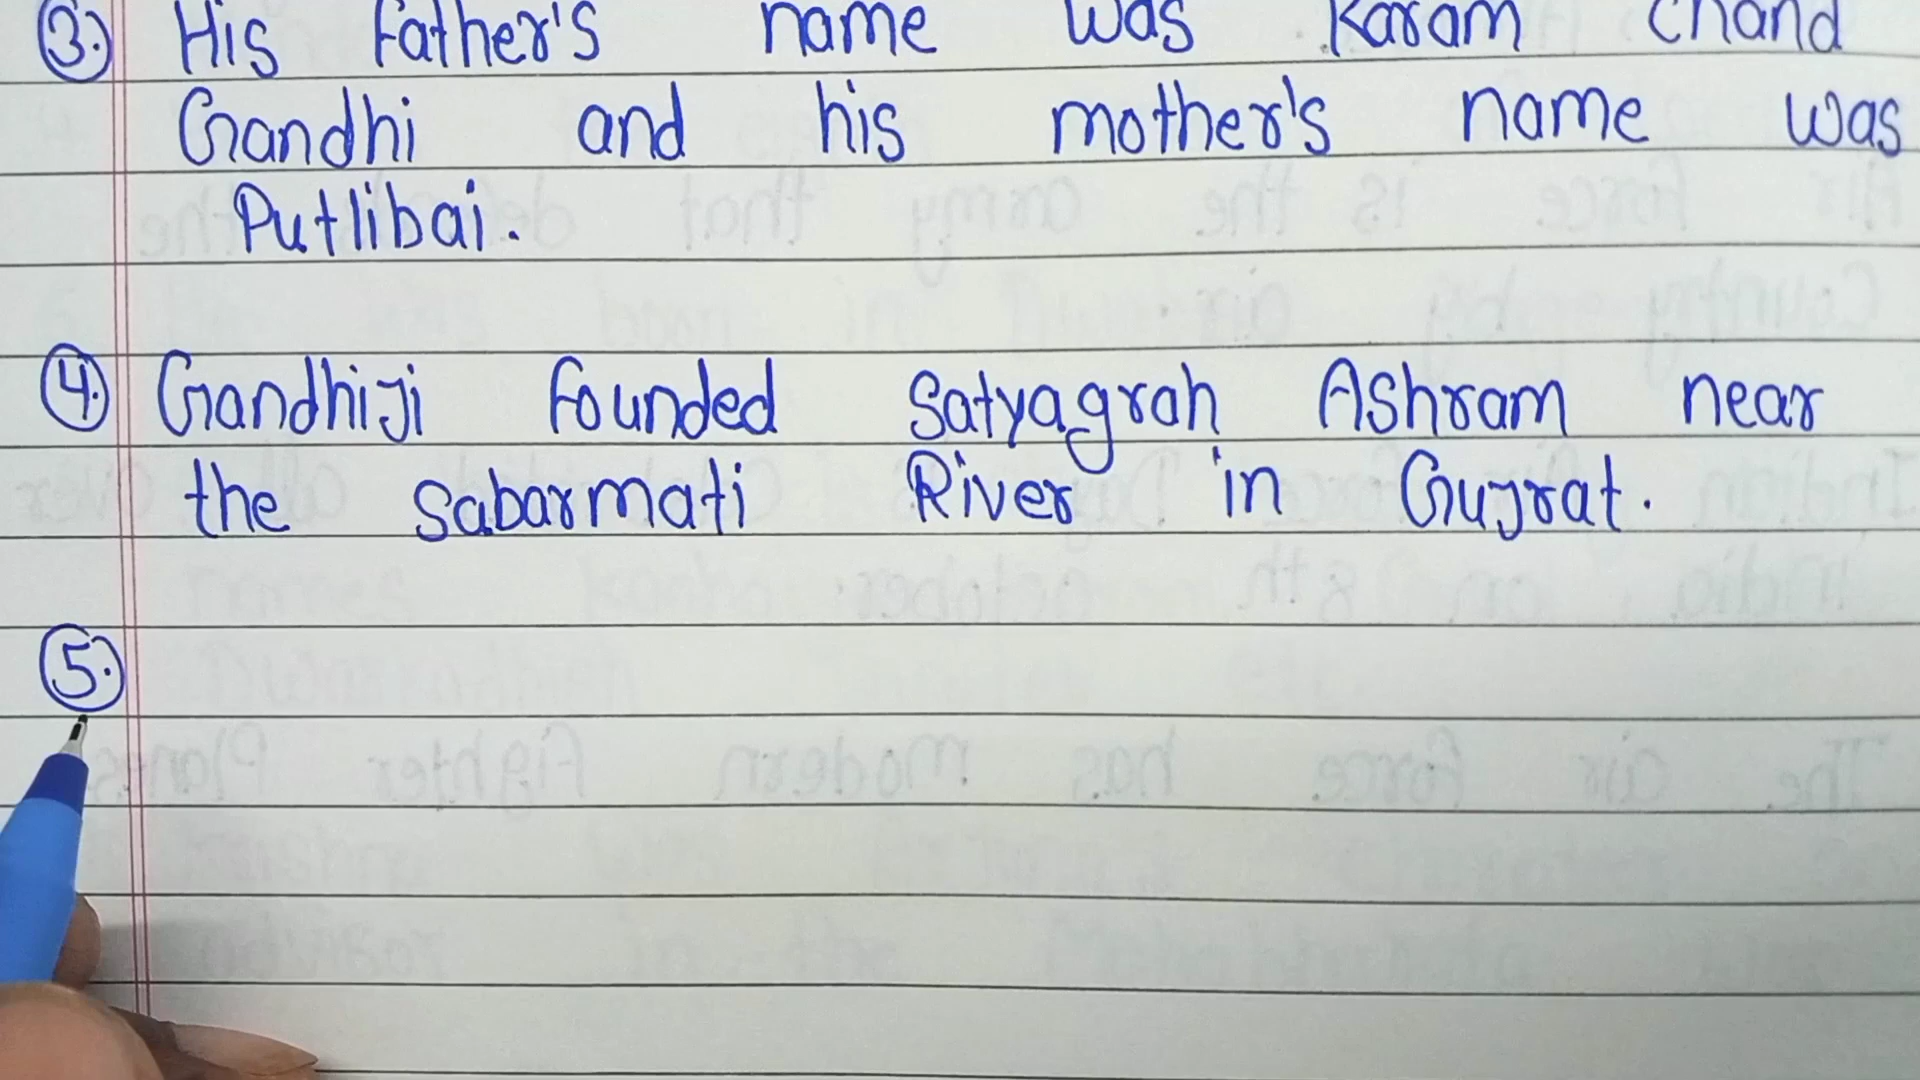 3. His Father's name was Karam Chand
Gandhi and his mother's name was
Putlibai.
4. Gandhiji Founded Satyagrah Ashram near
the Sabarmati River in Gujrat.
5.